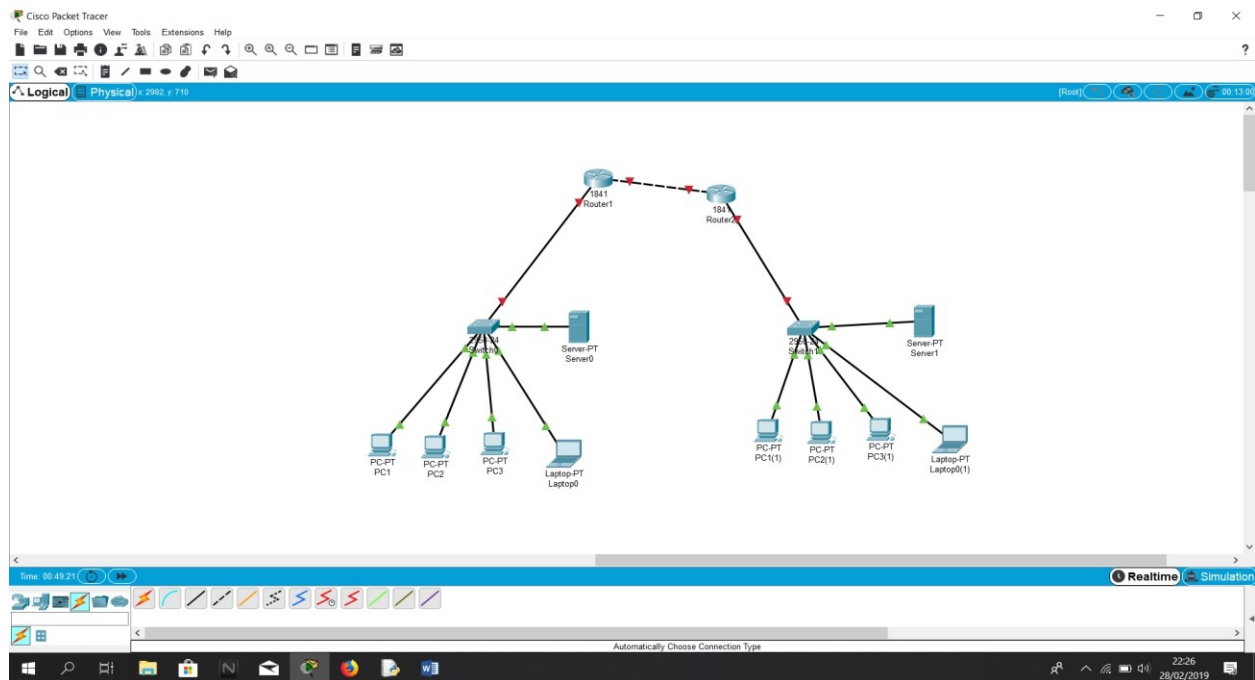 Cisco Packet Tracer
File Edit Options View Tools Extensions Help
?
Logical Physical x: 2982, y: 710 [Root] 00:13:00
1841
Router1
1841
Router2
Switch0
Server-PT
Server0
Switch1
Server-PT
Server1
PC-PT
PC1
PC-PT
PC2
PC-PT
PC3
Laptop-PT
Laptop0
PC-PT
PC1(1)
PC-PT
PC2(1)
PC-PT
PC3(1)
Laptop-PT
Laptop0(1)
Time: 00:49:21 Realtime Simulation
Automatically Choose Connection Type
22:26
28/02/2019